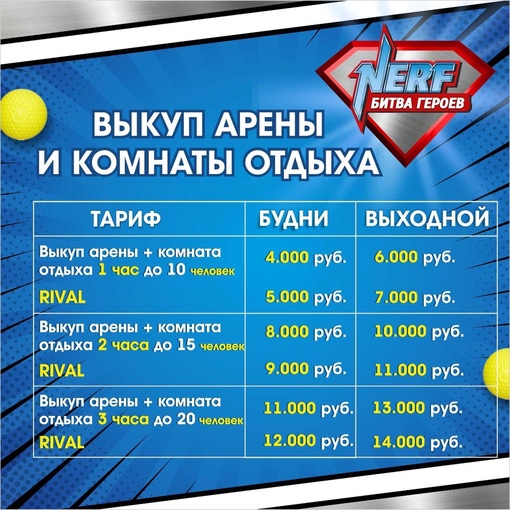 NERF
БИТВА ГЕРОЕВ
ВЫКУП АРЕНЫ
И КОМНАТЫ ОТДЫХА
ТАРИФ БУДНИ ВЫХОДНОЙ
Выкуп арены + комната
отдыха 1 час до 10 человек 4.000 руб. 6.000 руб.
RIVAL 5.000 руб. 7.000 руб.
Выкуп арены + комната
отдыха 2 часа до 15 человек 8.000 руб. 10.000 руб.
RIVAL 9.000 руб. 11.000 руб.
Выкуп арены + комната
отдыха 3 часа до 20 человек 11.000 руб. 13.000 руб.
RIVAL 12.000 руб. 14.000 руб.